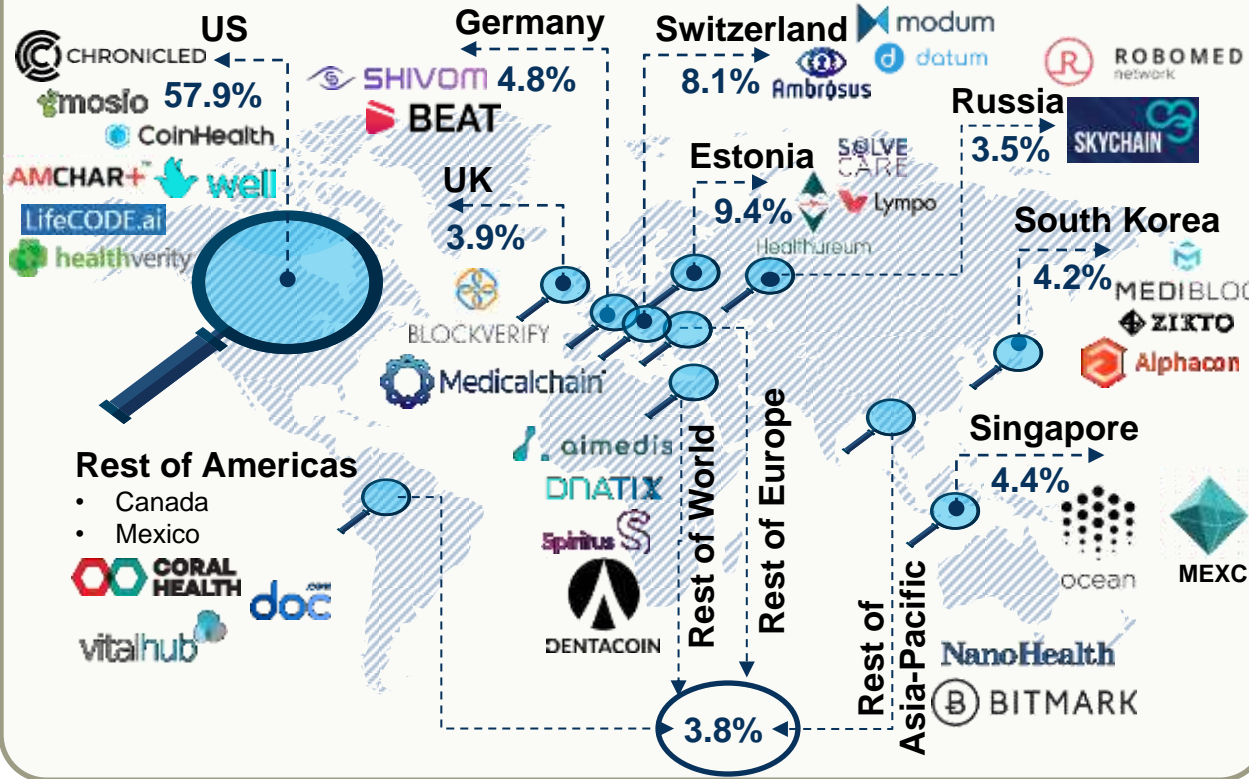 US
CHRONICLED
57.9%
mosio
CoinHealth
AMCHAR+™
well
LifeCODE.ai
healthverity
Germany
4.8%
SHIVOM
BEAT
Switzerland
8.1%
modum
datum
Ambrosus
ROBOMED
network
Russia
3.5%
SKYCHAIN
UK
3.9%
BLOCKVERIFY
Medicalchain
Estonia
9.4%
SOLVE
CARE
Lympo
Healthureum
South Korea
4.2%
MEDIBLOC
ZIKTO
Alphacon
Singapore
4.4%
ocean
MEXC
Rest of Americas
• Canada
• Mexico
CORAL
HEALTH
doc
.com
vitalhub
aimedis
DNATIX
Spiritus
DENTACOIN
Rest of World
Rest of Europe
Rest of
Asia-Pacific
NanoHealth
BITMARK
3.8%